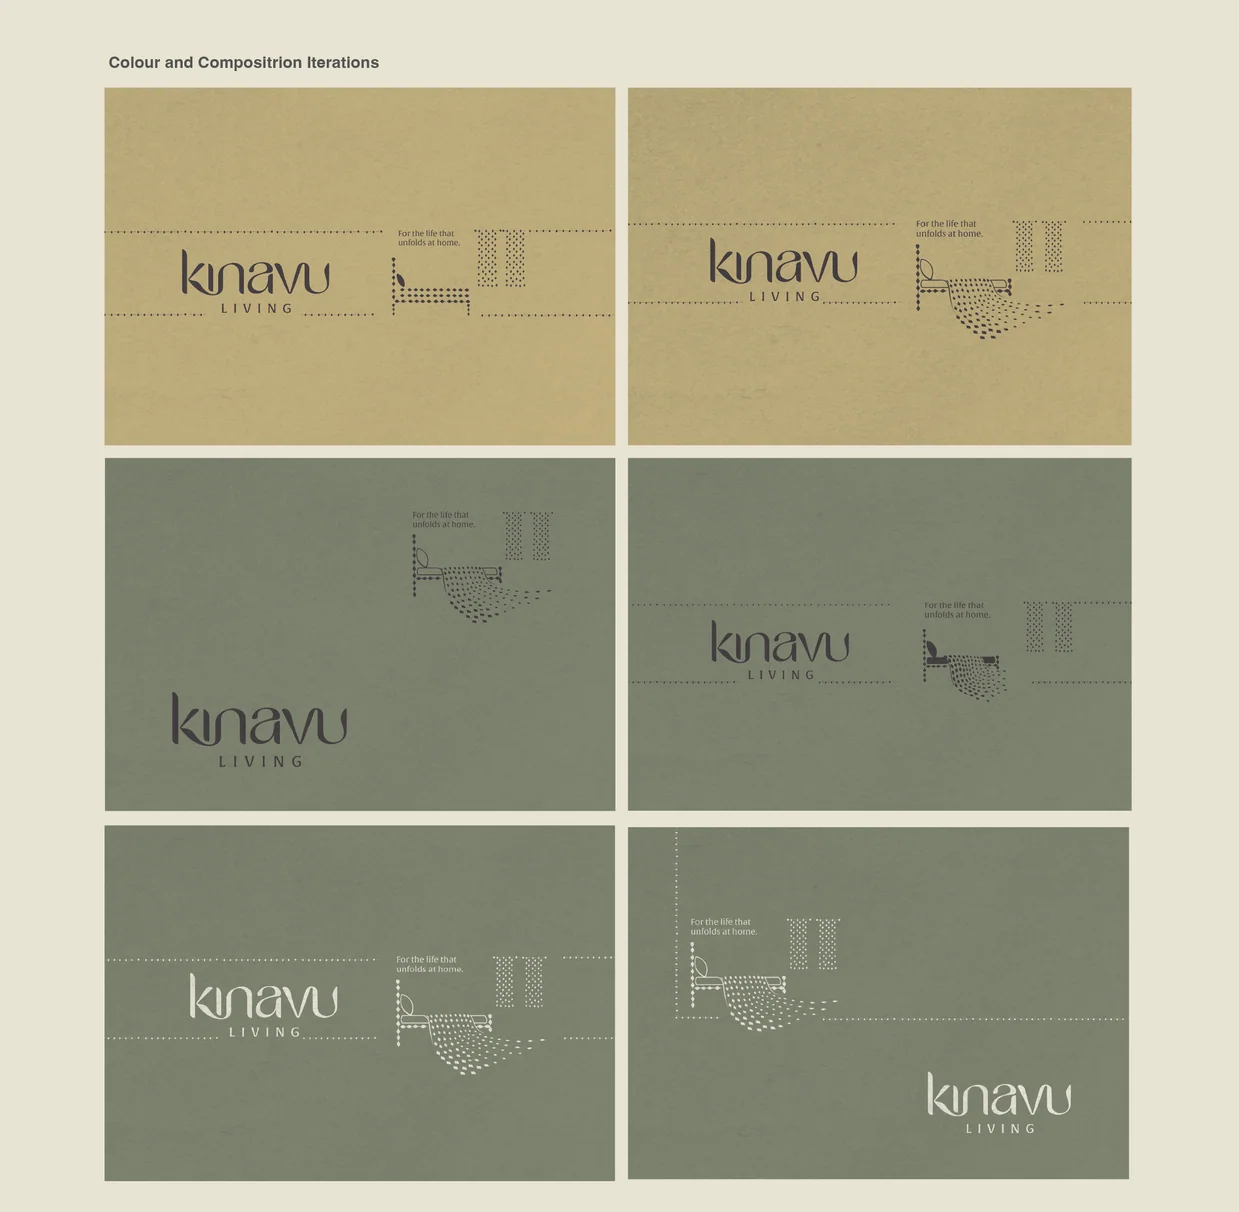 Colour and Compositrion Iterations
For the life that
unfolds at home.
kinavu
LIVING
For the life that
unfolds at home.
kinavu
LIVING
For the life that
unfolds at home.
kinavu
LIVING
For the life that
unfolds at home.
kinavu
LIVING
For the life that
unfolds at home.
kinavu
LIVING
For the life that
unfolds at home.
kinavu
LIVING